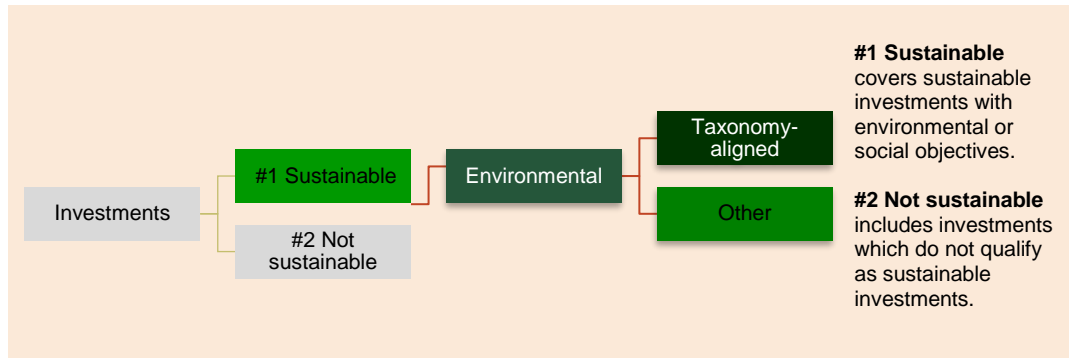 Investments
#1 Sustainable
#2 Not
sustainable
Environmental
Taxonomy-
aligned
Other
#1 Sustainable
covers sustainable
investments with
environmental or
social objectives.
#2 Not sustainable
includes investments
which do not qualify
as sustainable
investments.